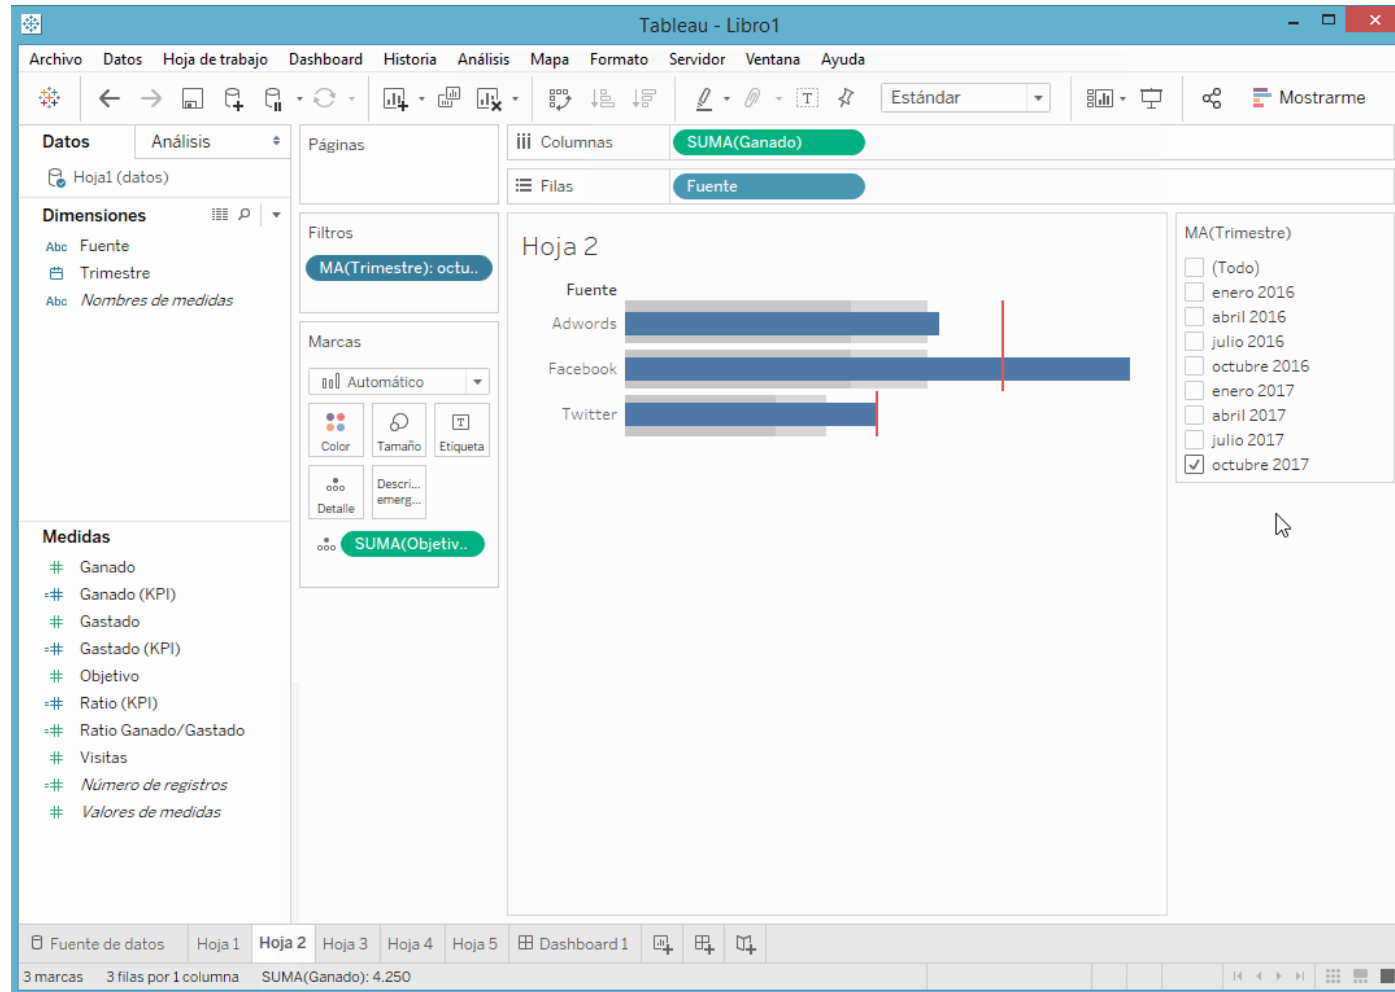 Tableau - Libro1
Archivo Datos Hoja de trabajo Dashboard Historia Análisis Mapa Formato Servidor Ventana Ayuda
Estándar
Mostrarme
Datos Análisis
Hoja1 (datos)
Dimensiones
Abc Fuente
Trimestre
Abc Nombres de medidas
Medidas
Ganado
Ganado (KPI)
Gastado
Gastado (KPI)
Objetivo
Ratio (KPI)
Ratio Ganado/Gastado
Visitas
Número de registros
Valores de medidas
Páginas
Filtros
MA(Trimestre): octu..
Marcas
Automático
Color Tamaño Etiqueta
Detalle
Descri...
emerg...
SUMA(Objetiv..
Columnas SUMA(Ganado)
Filas Fuente
Hoja 2
Fuente
Adwords
Facebook
Twitter
MA(Trimestre)
(Todo)
enero 2016
abril 2016
julio 2016
octubre 2016
enero 2017
abril 2017
julio 2017
octubre 2017
Fuente de datos Hoja 1 Hoja 2 Hoja 3 Hoja 4 Hoja 5 Dashboard 1
3 marcas 3 filas por 1 columna SUMA(Ganado): 4.250